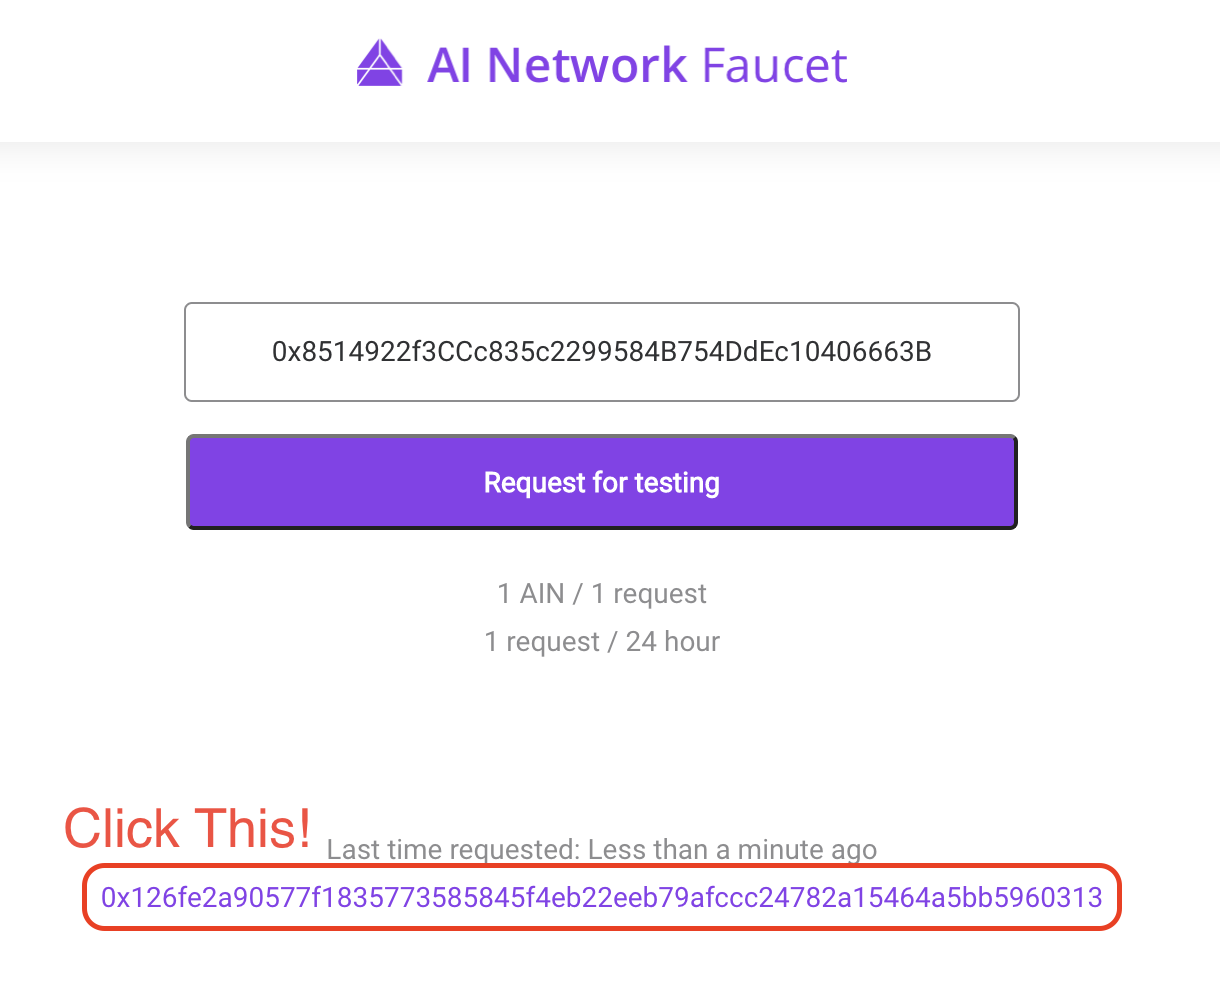 AI Network Faucet
0x8514922f3CCc835c2299584B754DdEc10406663B
Request for testing
1 AIN / 1 request
1 request / 24 hour
Click This!
Last time requested: Less than a minute ago
0x126fe2a90577f1835773585845f4eb22eeb79afccc24782a15464a5bb5960313